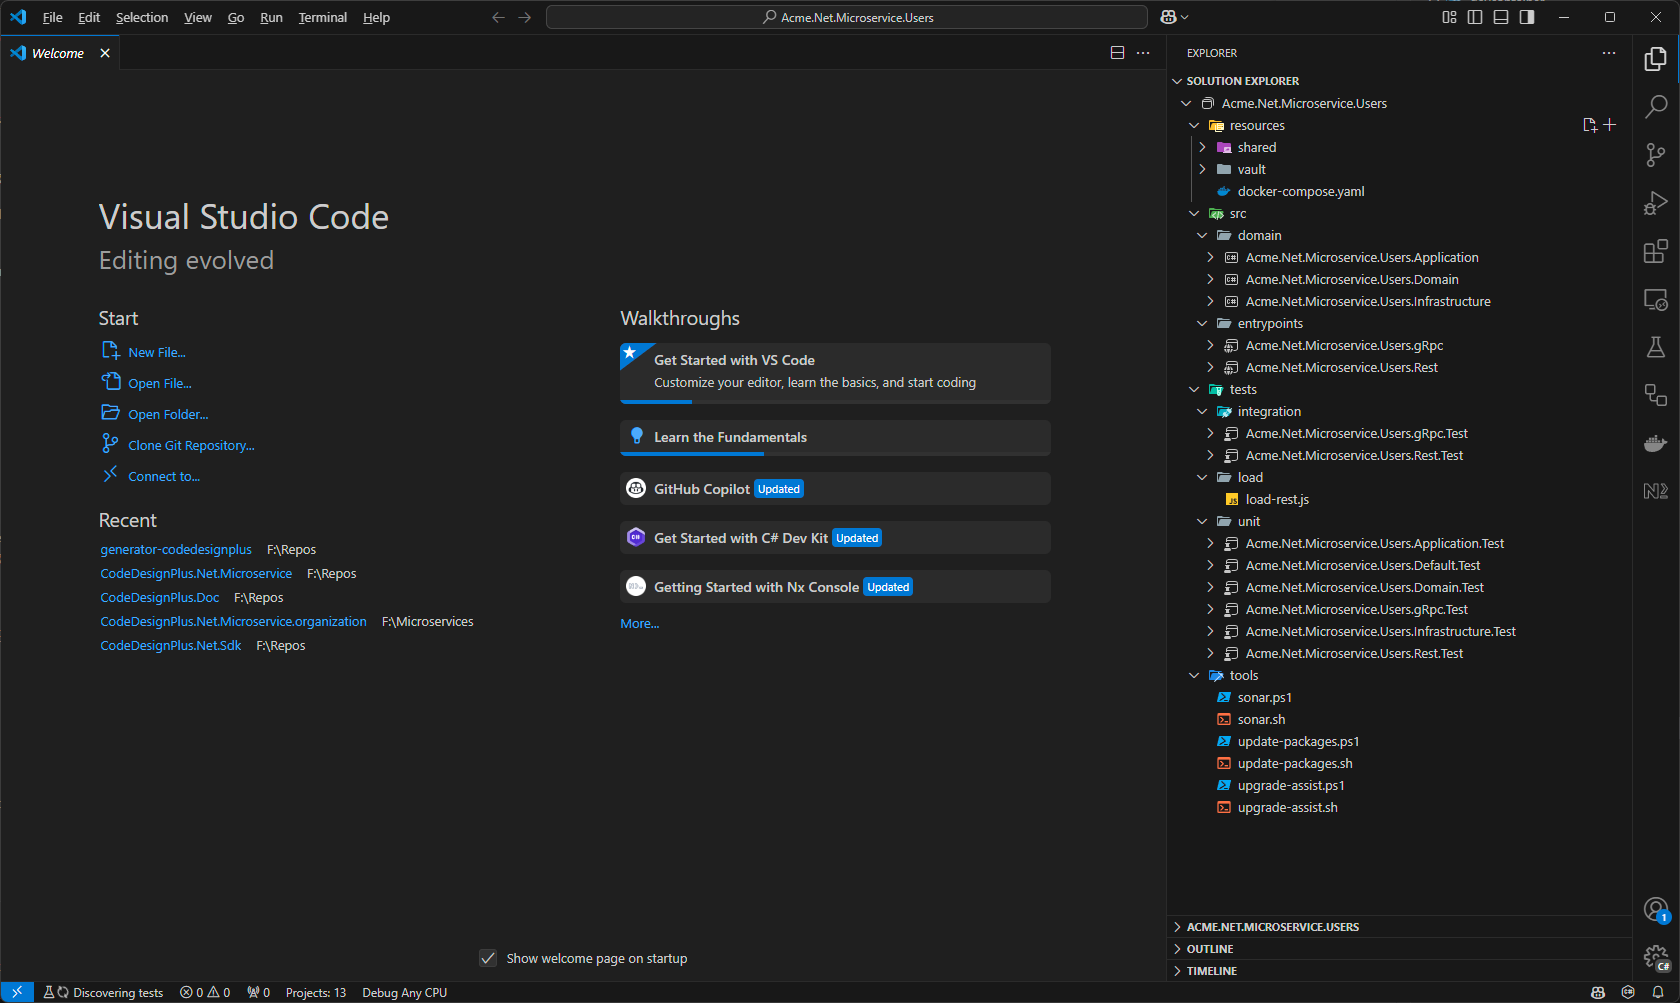 File Edit Selection View Go Run Terminal Help
Acme.Net.Microservice.Users
Welcome
Visual Studio Code
Editing evolved
Start
New File...
Open File...
Open Folder...
Clone Git Repository...
Connect to...
Recent
generator-codedesignplus F:\Repos
CodeDesignPlus.Net.Microservice F:\Repos
CodeDesignPlus.Doc F:\Repos
CodeDesignPlus.Net.Microservice.organization F:\Microservices
CodeDesignPlus.Net.Sdk F:\Repos
Walkthroughs
Get Started with VS Code
Customize your editor, learn the basics, and start coding
Learn the Fundamentals
GitHub Copilot Updated
Get Started with C# Dev Kit Updated
Getting Started with Nx Console Updated
More...
Show welcome page on startup
EXPLORER
SOLUTION EXPLORER
Acme.Net.Microservice.Users
resources
shared
vault
docker-compose.yaml
src
domain
Acme.Net.Microservice.Users.Application
Acme.Net.Microservice.Users.Domain
Acme.Net.Microservice.Users.Infrastructure
entrypoints
Acme.Net.Microservice.Users.gRpc
Acme.Net.Microservice.Users.Rest
tests
integration
Acme.Net.Microservice.Users.gRpc.Test
Acme.Net.Microservice.Users.Rest.Test
load
load-rest.js
unit
Acme.Net.Microservice.Users.Application.Test
Acme.Net.Microservice.Users.Default.Test
Acme.Net.Microservice.Users.Domain.Test
Acme.Net.Microservice.Users.gRpc.Test
Acme.Net.Microservice.Users.Infrastructure.Test
Acme.Net.Microservice.Users.Rest.Test
tools
sonar.ps1
sonar.sh
update-packages.ps1
update-packages.sh
upgrade-assist.ps1
upgrade-assist.sh
ACME.NET.MICROSERVICE.USERS
OUTLINE
TIMELINE
1
C#
Discovering tests 0 0 0 Projects: 13 Debug Any CPU